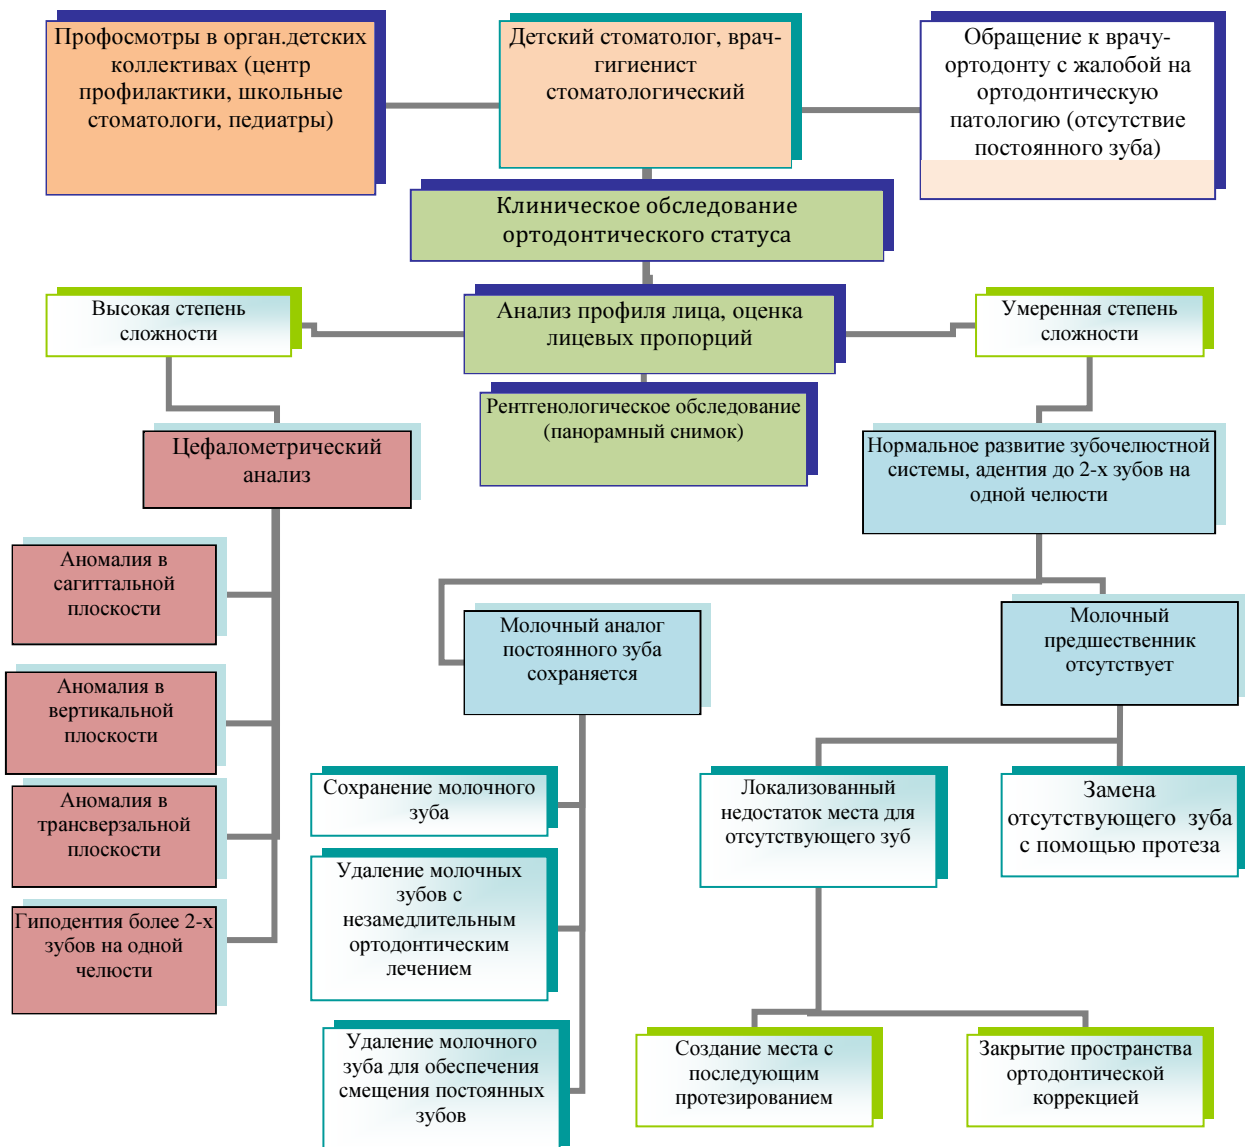 Профосмотры в орган.детских
коллективах (центр
профилактики, школьные
стоматологи, педиатры)
Детский стоматолог, врач-
гигиенист
стоматологический
Обращение к врачу-
ортодонту с жалобой на
ортодонтическую
патологию (отсутствие
постоянного зуба)
Клиническое обследование
ортодонтического статуса
Высокая степень
сложности
Анализ профиля лица, оценка
лицевых пропорций
Умеренная степень
сложности
Рентгенологическое обследование
(панорамный снимок)
Цефалометрический
анализ
Нормальное развитие зубочелюстной
системы, адентия до 2-х зубов на
одной челюсти
Аномалия в
сагиттальной
плоскости
Аномалия в
вертикальной
плоскости
Аномалия в
трансверзальной
плоскости
Гиподентия более 2-х
зубов на одной
челюсти
Молочный аналог
постоянного зуба
сохраняется
Молочный
предшественник
отсутствует
Сохранение молочного
зуба
Удаление молочных
зубов с
незамедлительным
ортодонтическим
лечением
Удаление молочного
зуба для обеспечения
смещения постоянных
зубов
Локализованный
недостаток места для
отсутствующего зуб
Замена
отсутствующего зуба
с помощью протеза
Создание места с
последующим
протезированием
Закрытие пространства
ортодонтической
коррекцией